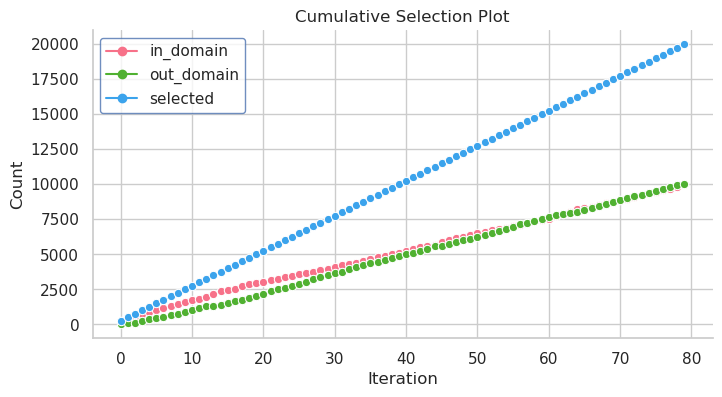 Cumulative Selection Plot
in_domain
out_domain
selected
Count
20000
17500
15000
12500
10000
7500
5000
2500
0
0 10 20 30 40 50 60 70 80
Iteration